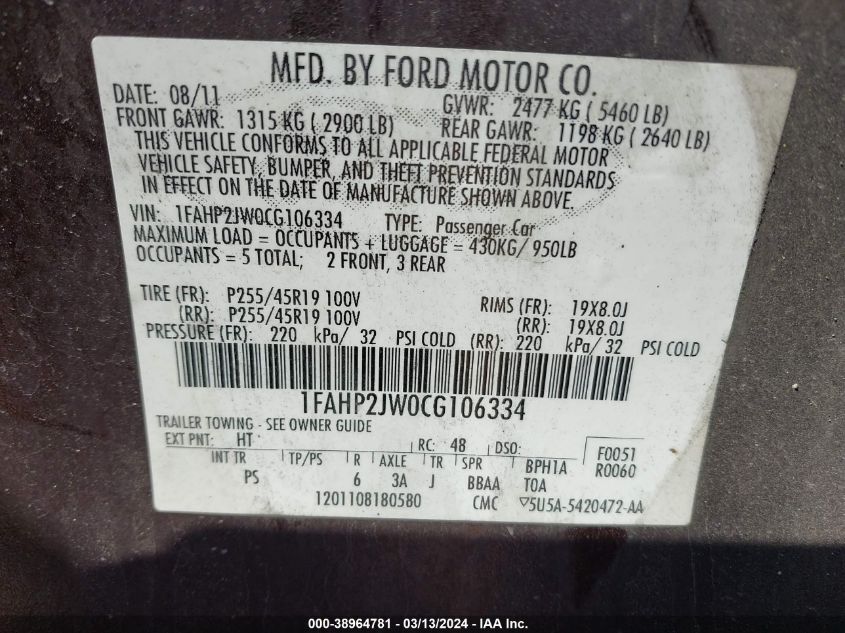 MFD. BY FORD MOTOR CO.
DATE: 08/11 GVWR: 2477 KG ( 5460 LB)
FRONT GAWR: 1315 KG ( 2900 LB) REAR GAWR: 1198 KG ( 2640 LB)
THIS VEHICLE CONFORMS TO ALL APPLICABLE FEDERAL MOTOR
VEHICLE SAFETY, BUMPER, AND THEFT PREVENTION STANDARDS
IN EFFECT ON THE DATE OF MANUFACTURE SHOWN ABOVE.
VIN: 1FAHP2JW0CG106334 TYPE: Passenger Car
MAXIMUM LOAD = OCCUPANTS + LUGGAGE = 430KG/ 950LB
OCCUPANTS = 5 TOTAL; 2 FRONT, 3 REAR
TIRE (FR): P255/45R19 100V RIMS (FR): 19X8.0J
(RR): P255/45R19 100V (RR): 19X8.0J
PRESSURE (FR): 220 kPa/ 32 PSI COLD (RR): 220 kPa/ 32 PSI COLD
1FAHP2JW0CG106334
TRAILER TOWING - SEE OWNER GUIDE
EXT PNT: HT RC: 48 DSO: F0051
INT TR TP/PS R AXLE TR SPR BPH1A R0060
PS 6 3A J BBAA T0A
1201108180580 CMC ▽5U5A-5420472-AA
000-38964781 - 03/13/2024 - IAA Inc.